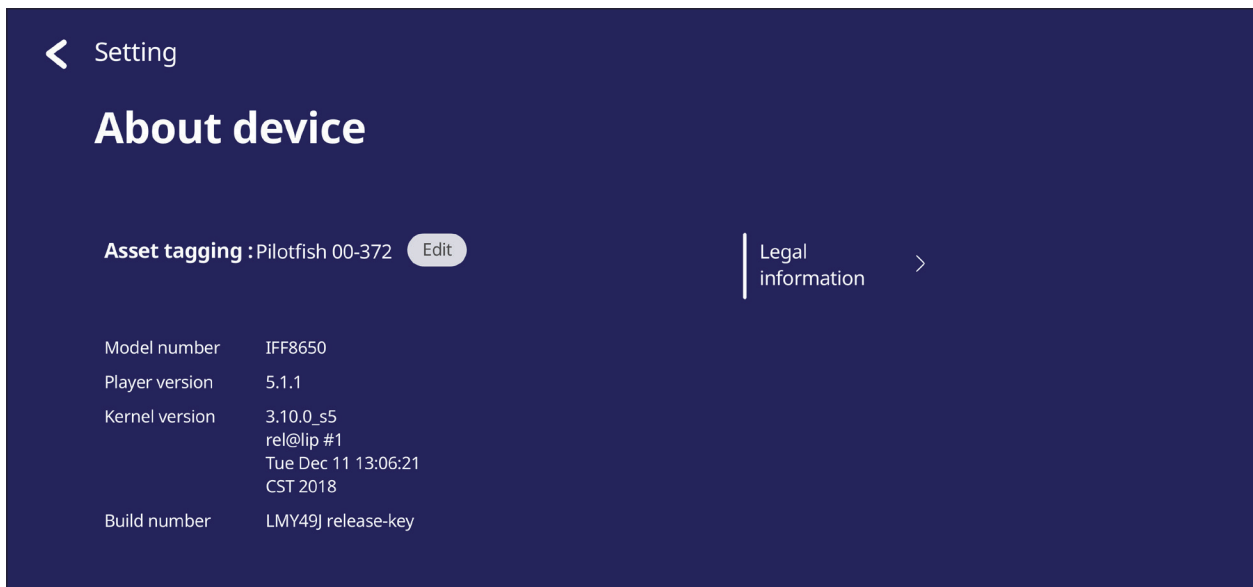 Setting
About device
Asset tagging : Pilotfish 00-372 Edit
Legal
information
Model number IFF8650
Player version 5.1.1
Kernel version 3.10.0_s5
rel@lip #1
Tue Dec 11 13:06:21
CST 2018
Build number LMY49J release-key